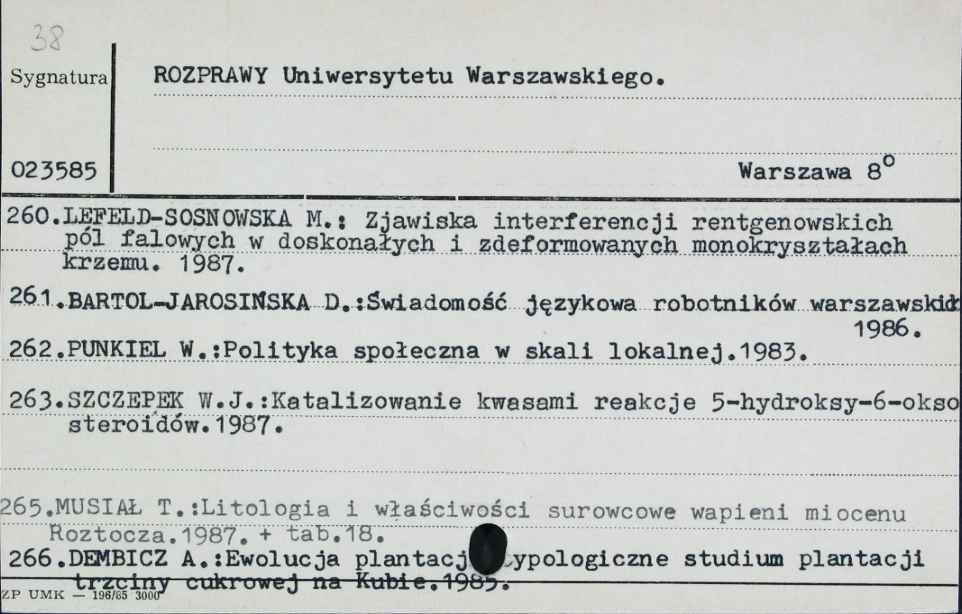 38
Sygnatura
ROZPRAWY Uniwersytetu Warszawskiego.
023585
Warszawa 8°
260. LEFELD-SOSNOWSKA M.: Zjawiska interferencji rentgenowskich
pól falowych w doskonałych i zdeformowanych monokryształach
krzemu. 1987.
261. BARTOL-JAROSIŃSKA D.:Świadomość językowa robotników warszawskich
1986.
262. PUNKIEL W.:Polityka społeczna w skali lokalnej.1983.
263. SZCZEPEK W.J.:Katalizowanie kwasami reakcje 5-hydroksy-6-okso
steroidów.1987.
265. MUSIAŁ T.:Litologia i właściwości surowcowe wapieni miocenu
Roztocza.1987. + tab.18.
266. DEMBICZ A.:Ewolucja plantacj ypologiczne studium plantacji
trzciny cukrowej na Kubie.1985.
ZP UMK — 196/85 3000